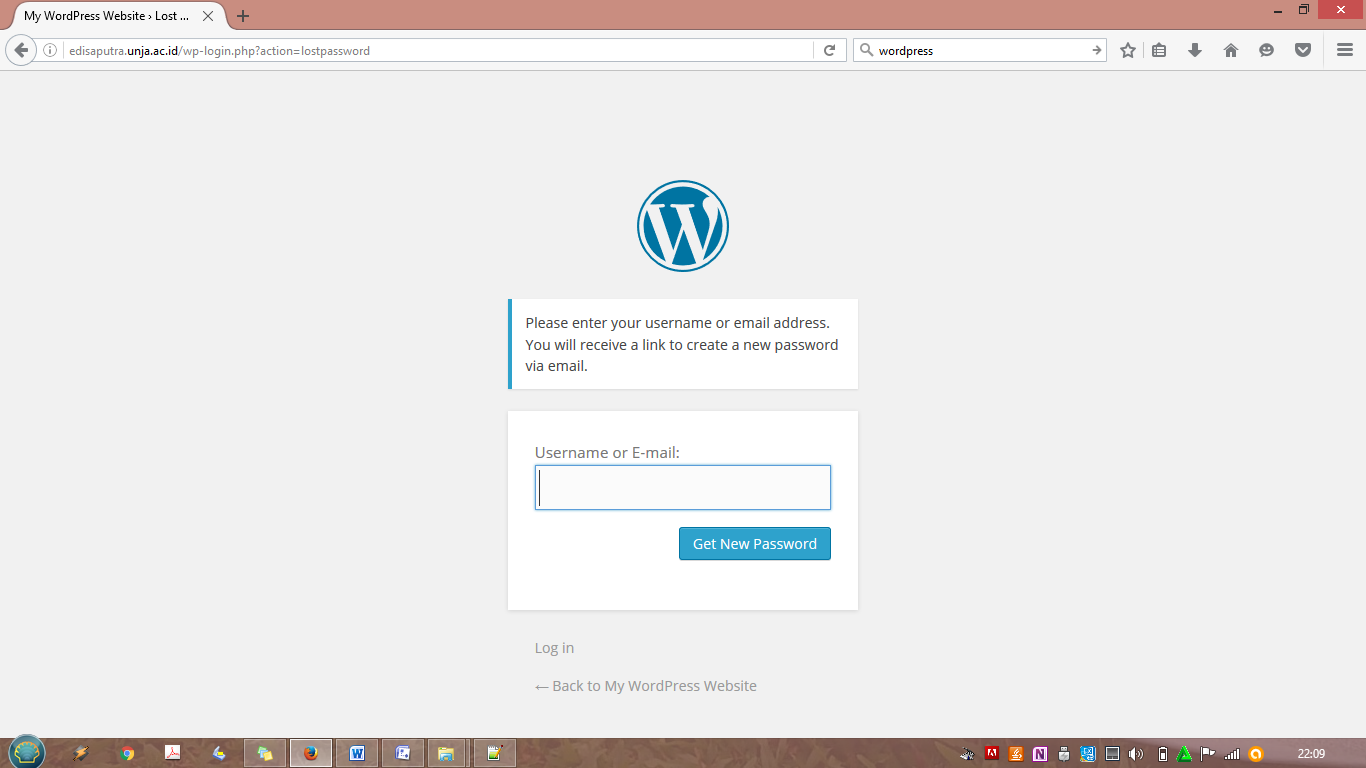 My WordPress Website › Lost ...
edisaputra.unja.ac.id/wp-login.php?action=lostpassword
wordpress
Please enter your username or email address.
You will receive a link to create a new password
via email.
Username or E-mail:
Get New Password
Log in
← Back to My WordPress Website
22:09